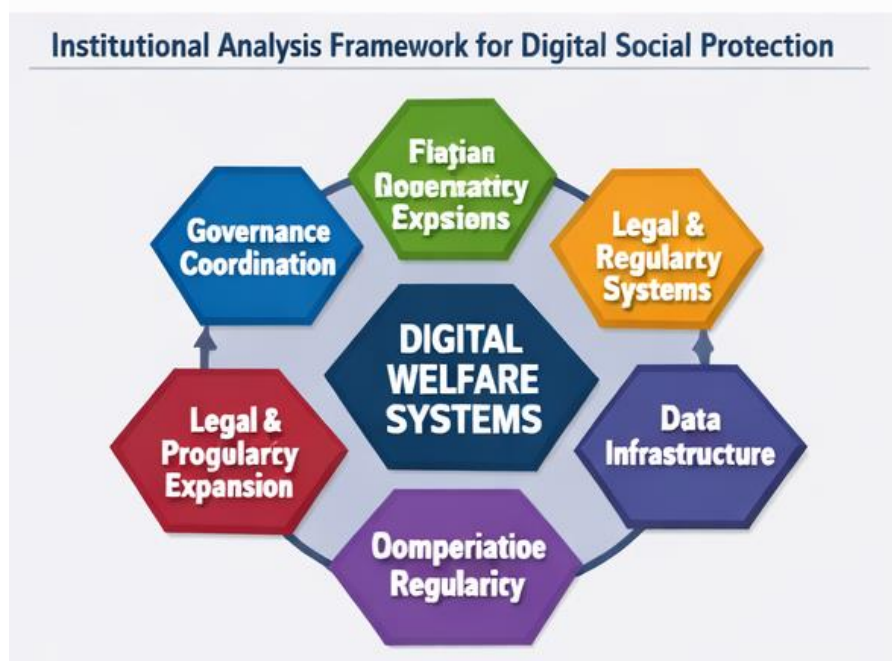 Institutional Analysis Framework for Digital Social Protection
Governance
Coordination
Expsions
Legal &
Regularty
Systems
DIGITAL
WELFARE
SYSTEMS
Legal &
Progularcy
Expansion
Data
Infrastructure
Oomperiatioe
Regularicy